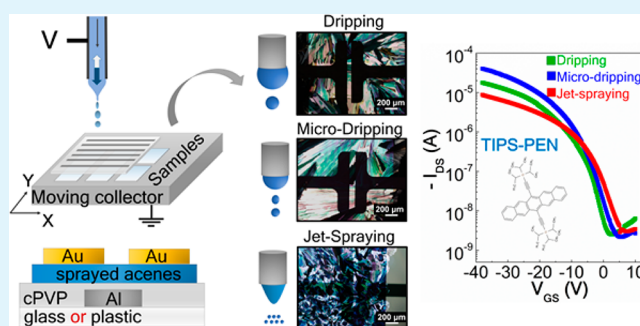 V
Samples
Moving collector
Y
X
Au
Au
sprayed acenes
cPVP
Al
glass or plastic
Dripping
200 µm
Micro-Dripping
200 µm
Jet-Spraying
200 µm
10⁻⁴
10⁻⁵
10⁻⁶
10⁻⁷
10⁻⁸
10⁻⁹
- I_DS (A)
Dripping
Micro-dripping
Jet-spraying
TIPS-PEN
-40 -30 -20 -10 0 10
V_GS (V)